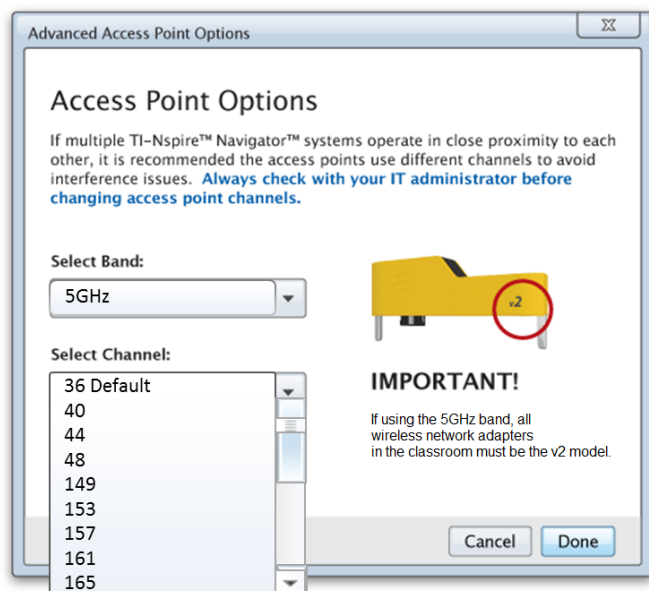 Advanced Access Point Options
Access Point Options
If multiple TI-Nspire™ Navigator™ systems operate in close proximity to each
other, it is recommended the access points use different channels to avoid
interference issues. Always check with your IT administrator before
changing access point channels.
Select Band:
5GHz
v2
Select Channel:
36 Default
40
44
48
149
153
157
161
165
IMPORTANT!
If using the 5GHz band, all
wireless network adapters
in the classroom must be the v2 model.
Cancel
Done